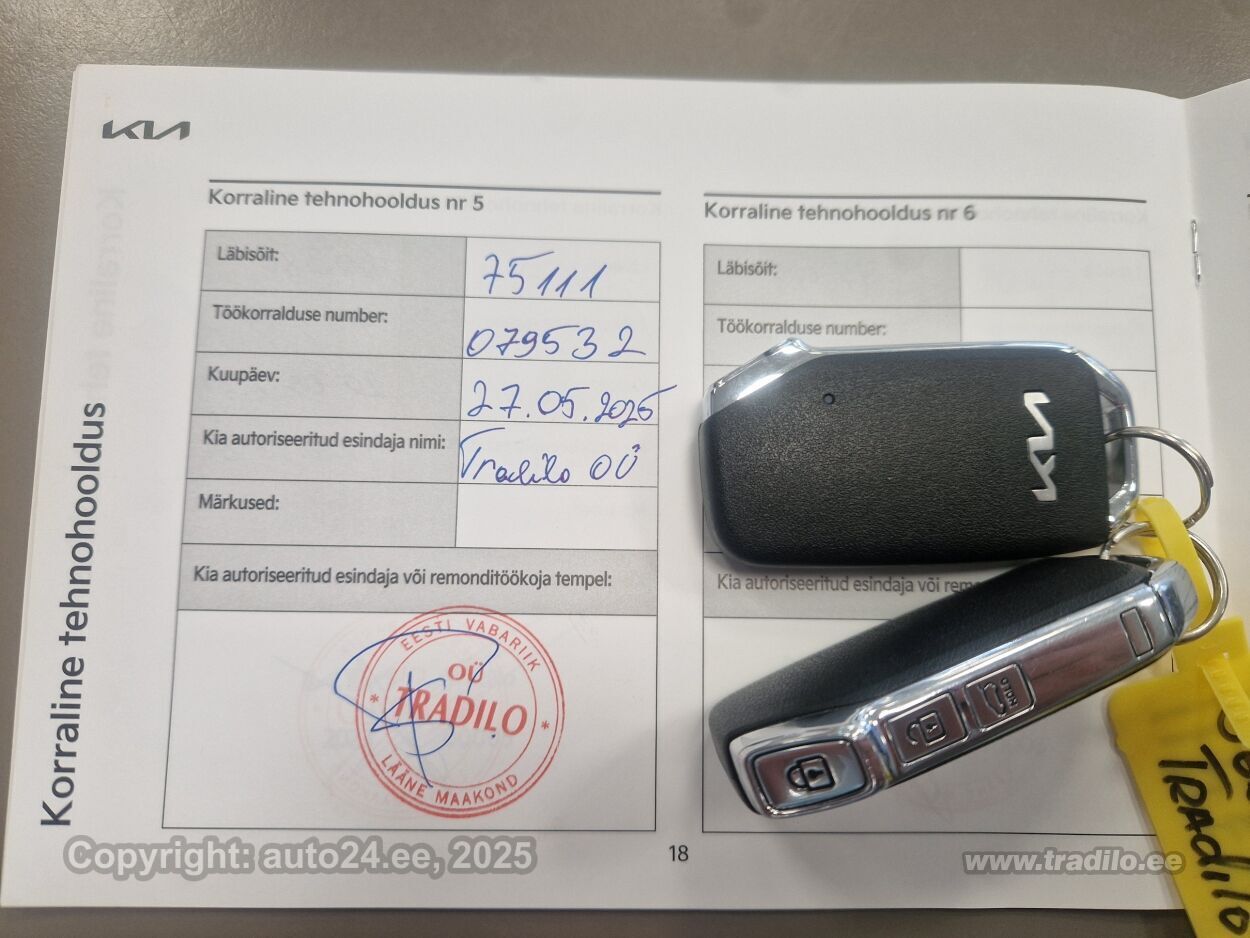 KIA
Korraline tehnohooldus
Korraline tehnohooldus nr 5
Läbisõit: 75111
Töökorralduse number: 079532
Kuupäev: 27.05.2025
Kia autoriseeritud esindaja nimi: Tradilo OÜ
Märkused:
Kia autoriseeritud esindaja või remonditöökoja tempel:
EESTI VABARIIK
OÜ
TRADILO
LÄÄNE MAAKOND
Korraline tehnohooldus nr 6
Läbisõit:
Töökorralduse number:
Kia autoriseeritud esindaja või
KIA
HOLD
TRADILO
18
Copyright: auto24.ee, 2025
www.tradilo.ee